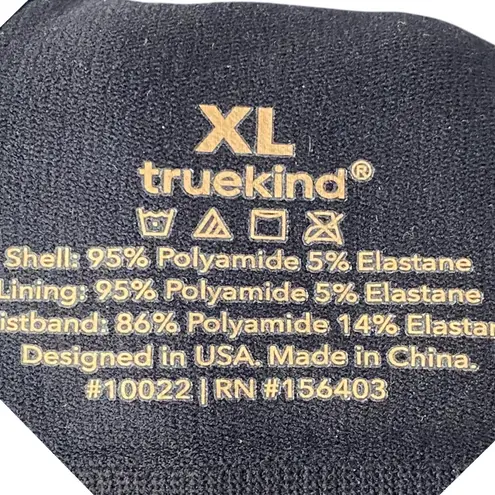 XL
truekind®
Shell: 95% Polyamide 5% Elastane
Lining: 95% Polyamide 5% Elastane
istband: 86% Polyamide 14% Elastan
Designed in USA. Made in China.
#10022 | RN #156403